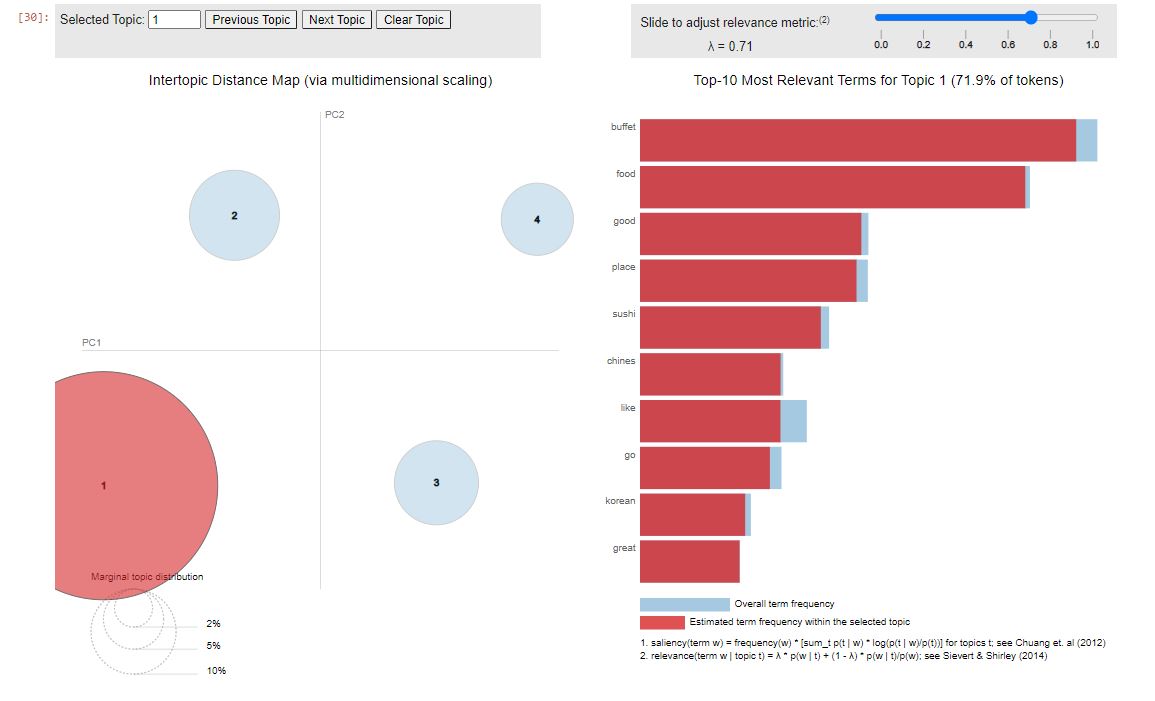 [30]:
Selected Topic: 1 Previous Topic Next Topic Clear Topic
Slide to adjust relevance metric:(2)
λ = 0.71
0.0 0.2 0.4 0.6 0.8 1.0
Intertopic Distance Map (via multidimensional scaling)
PC2
PC1
2
4
1
3
Marginal topic distribution
2%
5%
10%
Top-10 Most Relevant Terms for Topic 1 (71.9% of tokens)
buffet
food
good
place
sushi
chines
like
go
korean
great
Overall term frequency
Estimated term frequency within the selected topic
1. saliency(term w) = frequency(w) * [sum_t p(t | w) * log(p(t | w)/p(t))] for topics t; see Chuang et. al (2012)
2. relevance(term w | topic t) = λ * p(w | t) + (1 - λ) * p(w | t)/p(w); see Sievert & Shirley (2014)